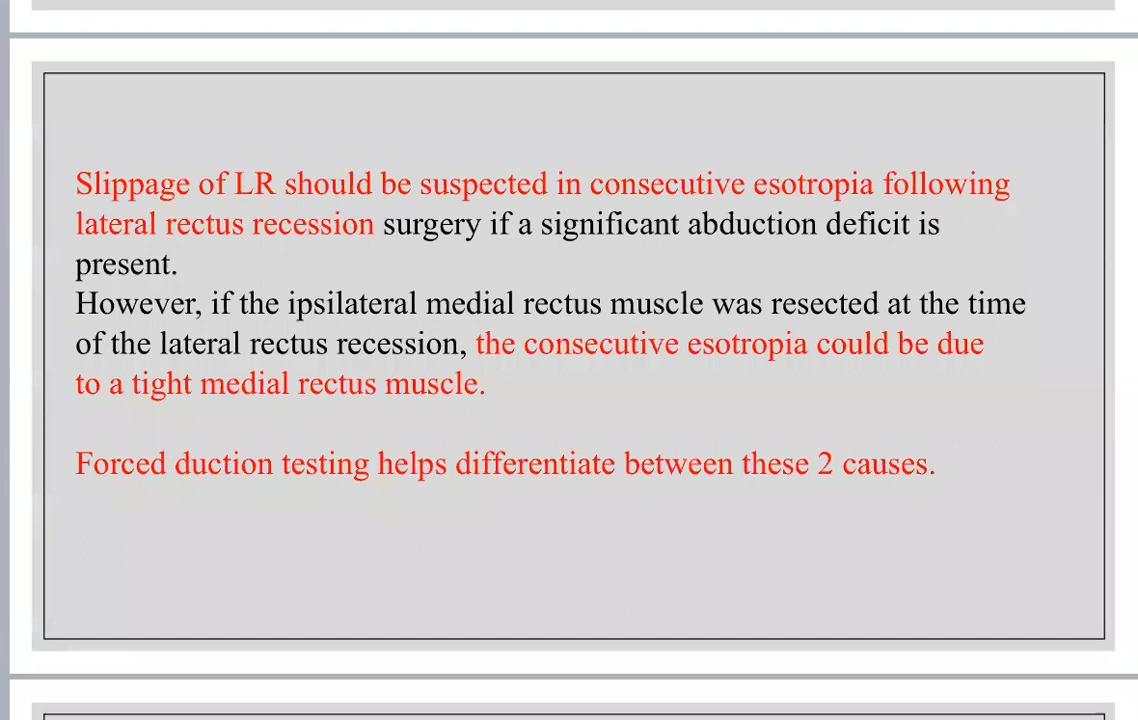 Slippage of LR should be suspected in consecutive esotropia following
lateral rectus recession surgery if a significant abduction deficit is
present.
However, if the ipsilateral medial rectus muscle was resected at the time
of the lateral rectus recession, the consecutive esotropia could be due
to a tight medial rectus muscle.
Forced duction testing helps differentiate between these 2 causes.